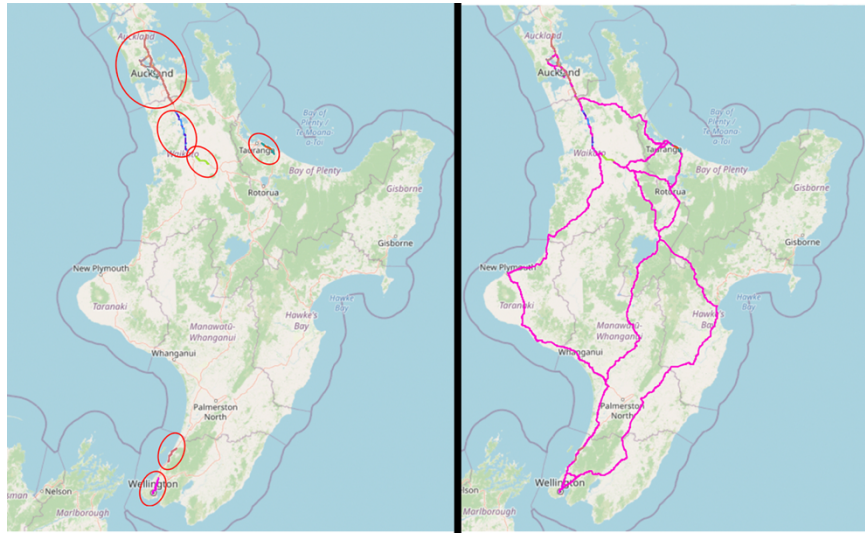 Auckland
Auckland
Waikato
Tauranga
Bay of
Plenty / Te
Moana-
a-Toi
Bay of Plenty
Rotorua
Gisborne
Gisborne
New Plymouth
Taranaki
Hawke
Bay
Hawke's
Bay
Manawatū-
Whanganui
Whanganui
Palmerston
North
Wellington
Nelson
Marlborough
Auckland
Auckland
Waikato
Tauranga
Bay of
Plenty / Te
Moana-
a-Toi
Bay of Plenty
Rotorua
Gisborne
Gisborne
New Plymouth
Taranaki
Hawke
Bay
Hawke's
Bay
Manawatū-
Whanganui
Whanganui
Palmerston
North
Wellington
Nelson
Marlborough